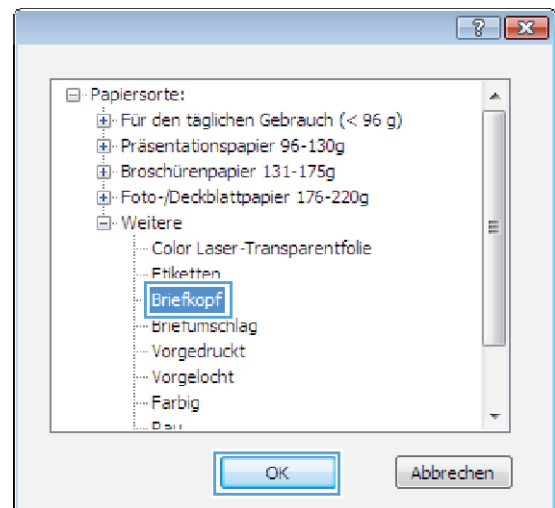 Papiersorte:
Für den täglichen Gebrauch (< 96 g)
Präsentationspapier 96-130g
Broschürenpapier 131-175g
Foto-/Deckblattpapier 176-220g
Weitere
Color Laser-Transparentfolie
Etiketten
Briefkopf
Briefumschlag
Vorgedruckt
Vorgelocht
Farbig
OK Abbrechen